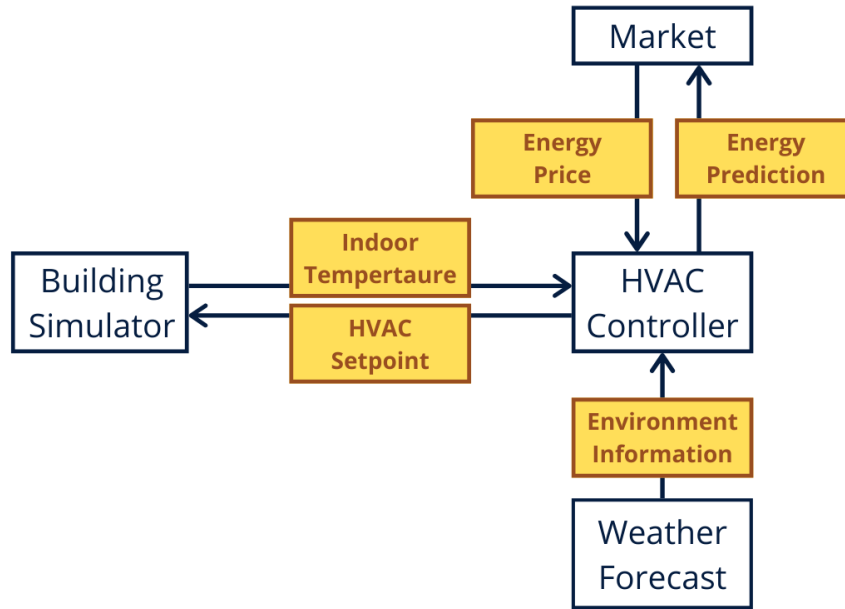 Market
Energy
Price
Energy
Prediction
Building
Simulator
Indoor
Tempertaure
HVAC
Setpoint
HVAC
Controller
Environment
Information
Weather
Forecast